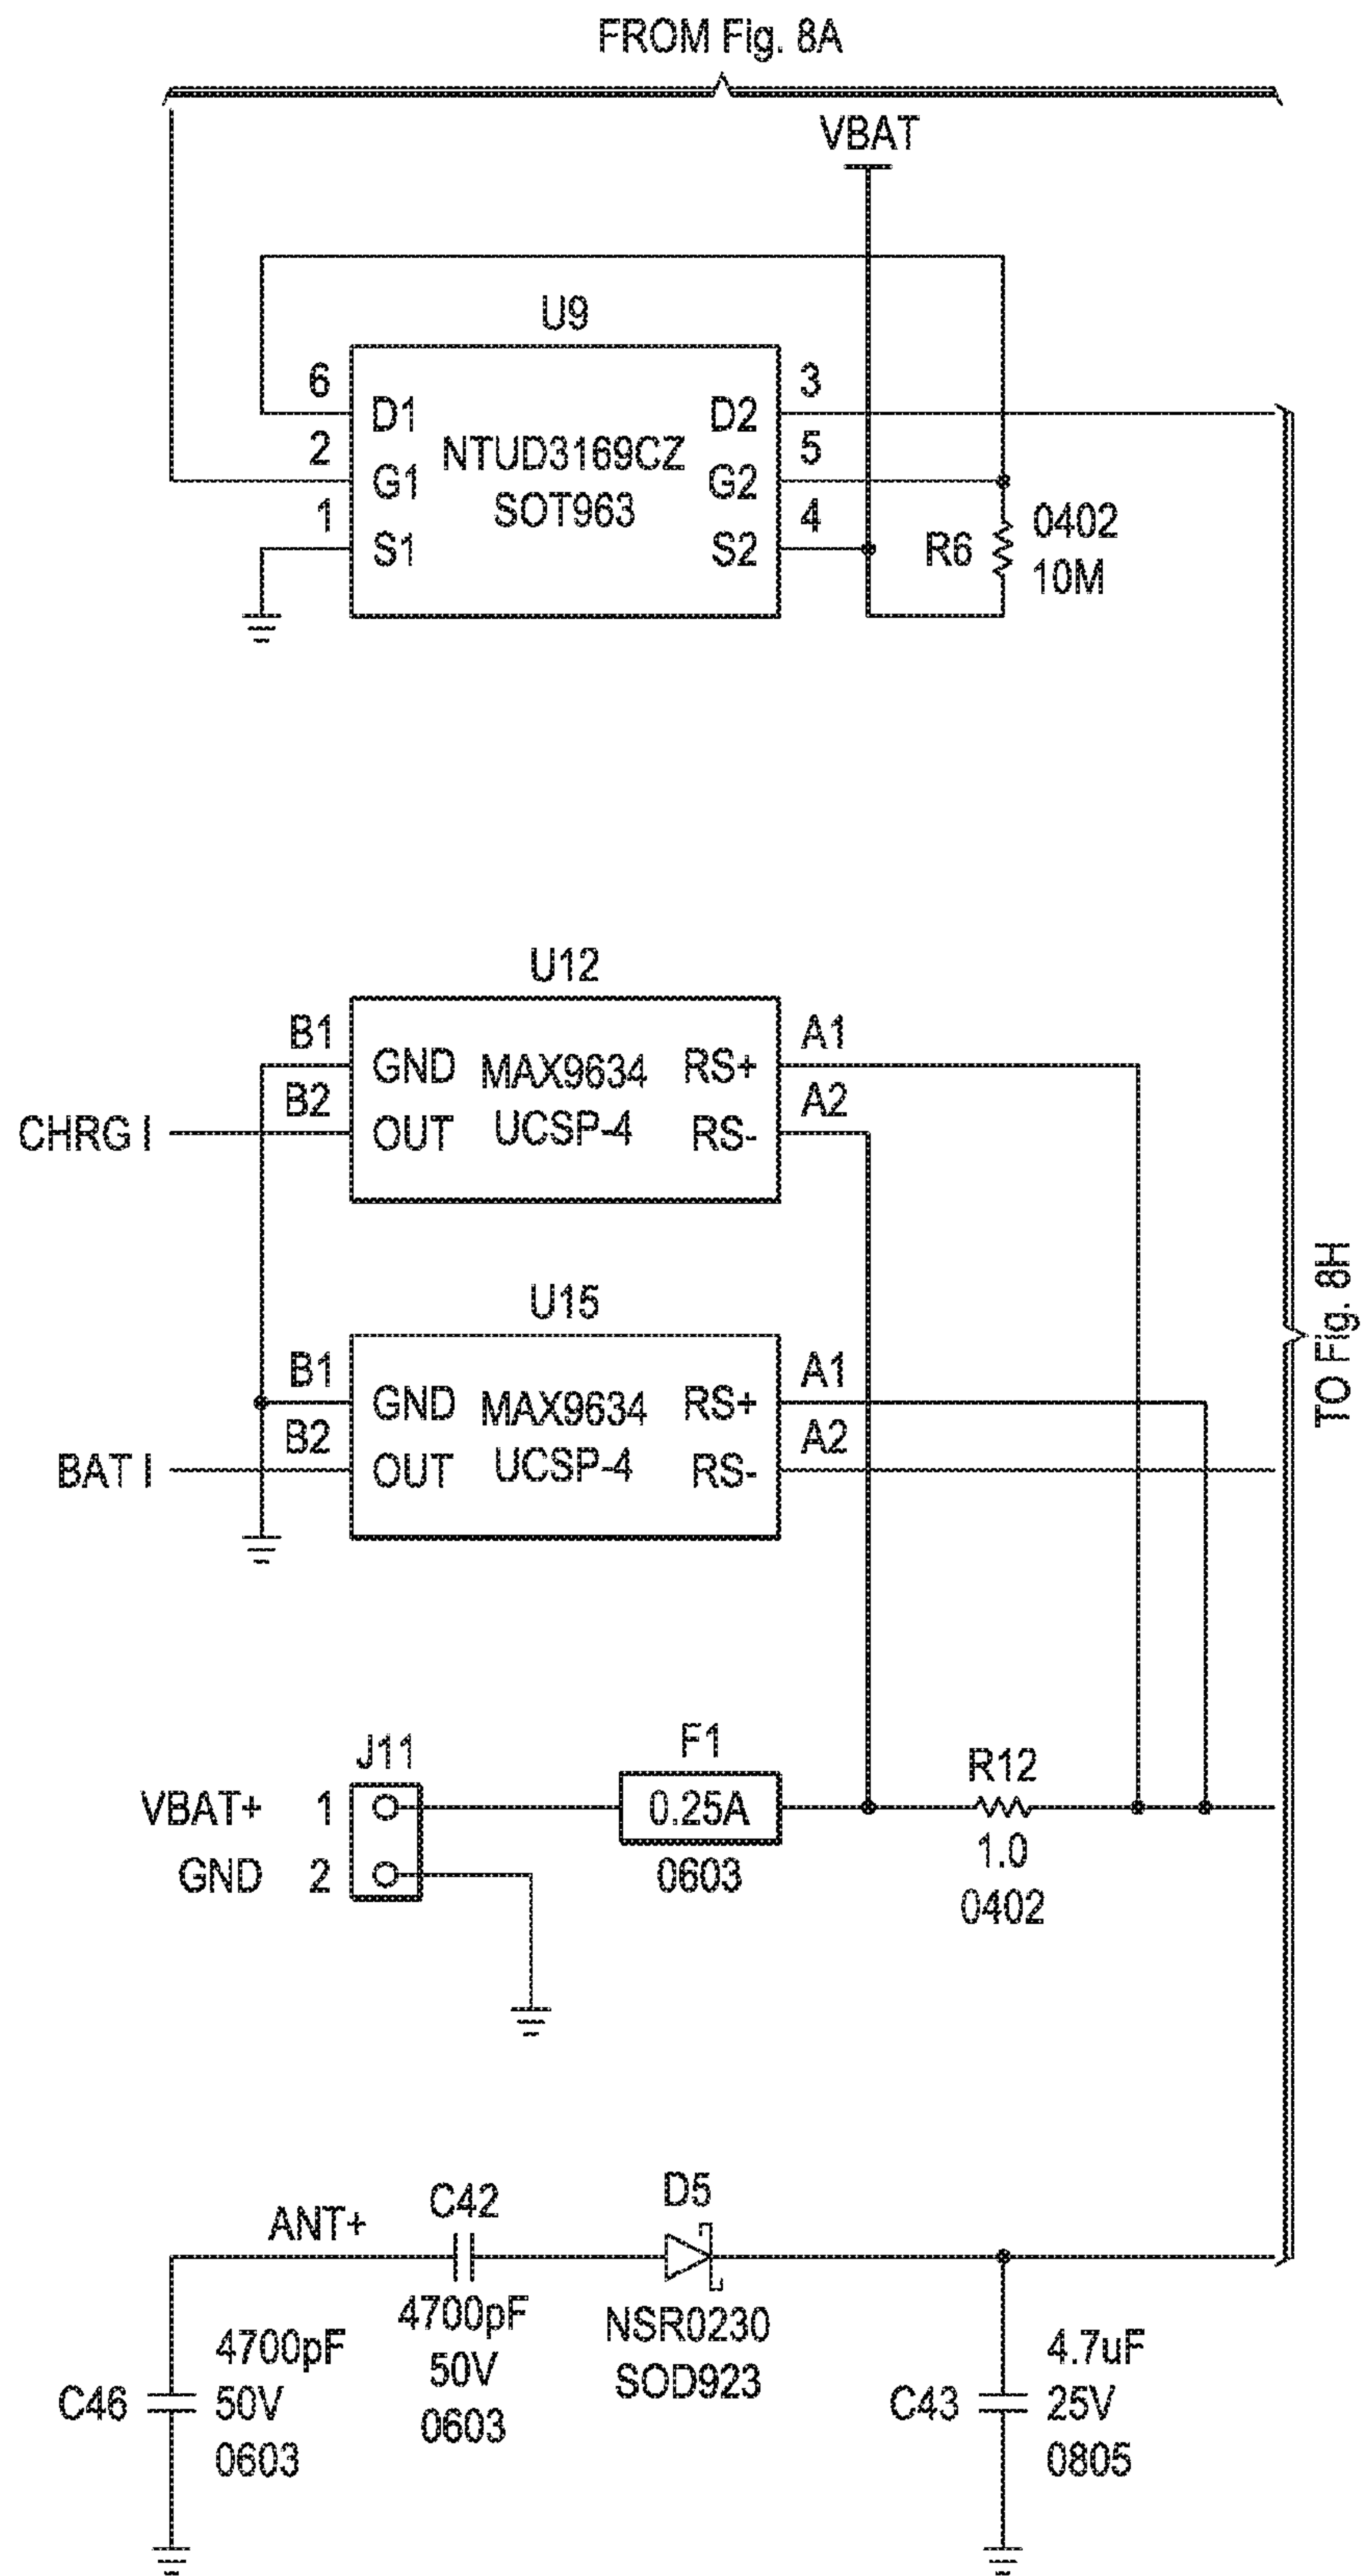 FROM Fig. 8A
VBAT
U9
6
D1
2
G1
1
S1
NTUD3169CZ
SOT963
3
D2
5
G2
4
S2
R6
0402
10M
U12
B1
GND
B2
OUT
MAX9634
UCSP-4
A1
RS+
A2
RS-
CHRG I
U15
B1
GND
B2
OUT
MAX9634
UCSP-4
A1
RS+
A2
RS-
BAT I
TO Fig. 8H
J11
VBAT+ 1
GND 2
F1
0.25A
0603
R12
1.0
0402
ANT+
C42
4700pF
50V
0603
D5
NSR0230
SOD923
C46
4700pF
50V
0603
C43
4.7uF
25V
0805